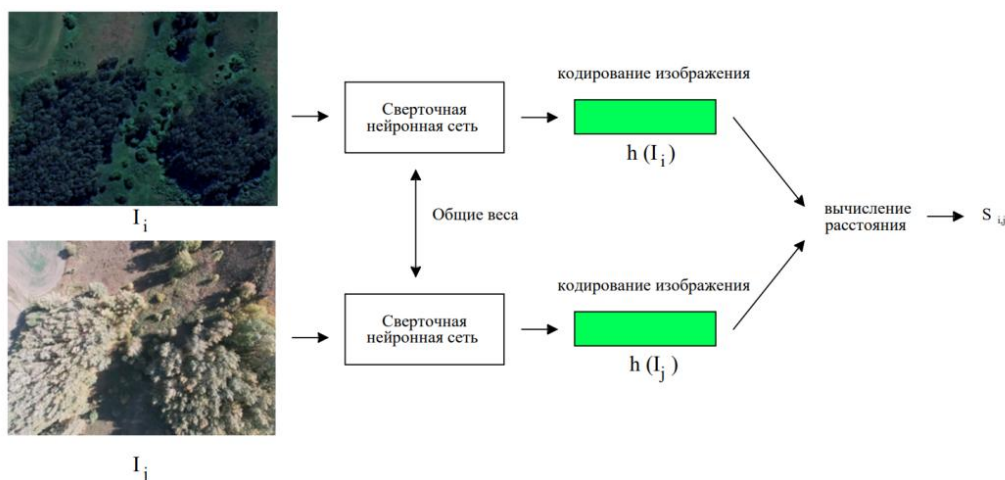 кодирование изображения
Сверточная
нейронная сеть
h (I i )
I i
Общие веса
вычисление
расстояния
S i,j
кодирование изображения
Сверточная
нейронная сеть
h (I j )
I j